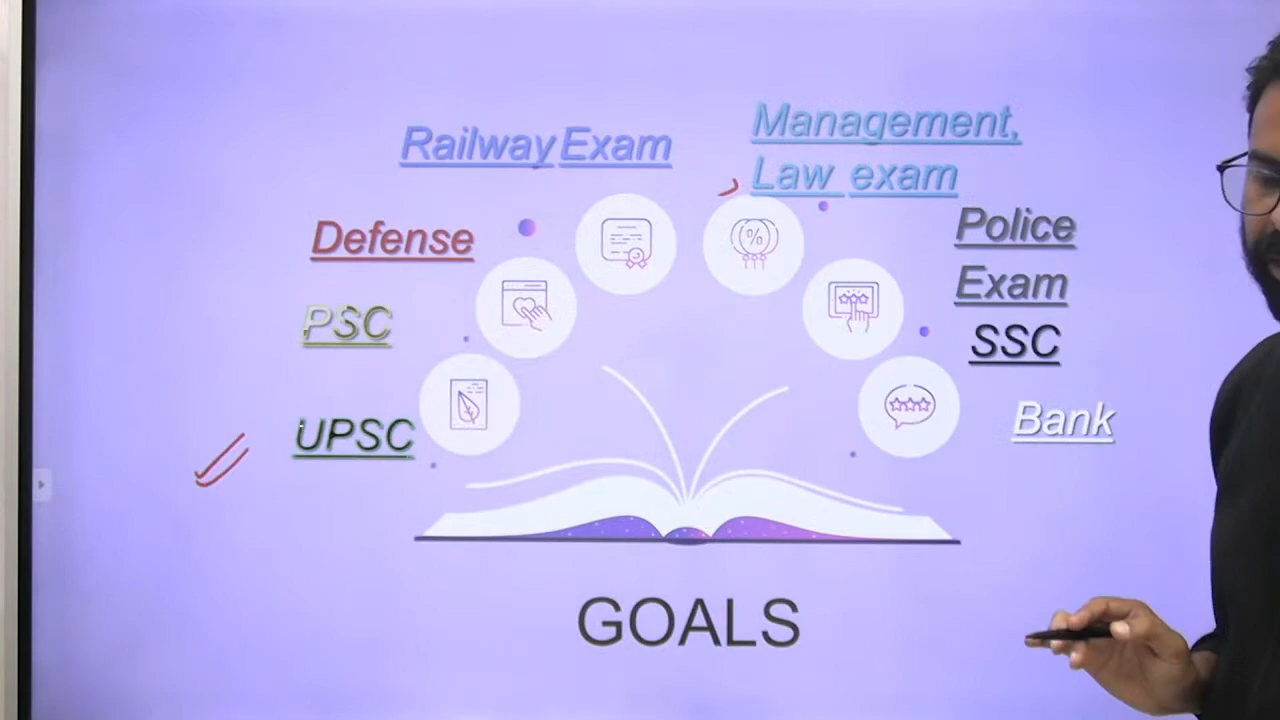 Railway Exam
Management,
Law exam
Defense
Police
Exam
PSC
SSC
UPSC
Bank
%
GOALS